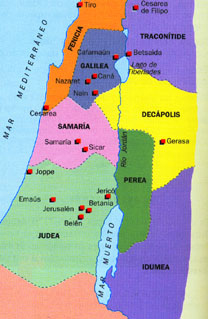 Tiro
Cesarea
de Filipo
FENICIA
TRACONÍTIDE
MAR MEDITERRÁNEO
Cafarnaúm
Betsaida
GALILEA
Lago de
Tiberíades
Caná
Nazaret
Naín
Cesarea
DECÁPOLIS
SAMARÍA
Samaría
Sicar
Río Jordán
Gerasa
Joppe
PEREA
Jericó
Emaús
Betania
Jerusalén
Belén
JUDEA
MAR MUERTO
IDUMEA